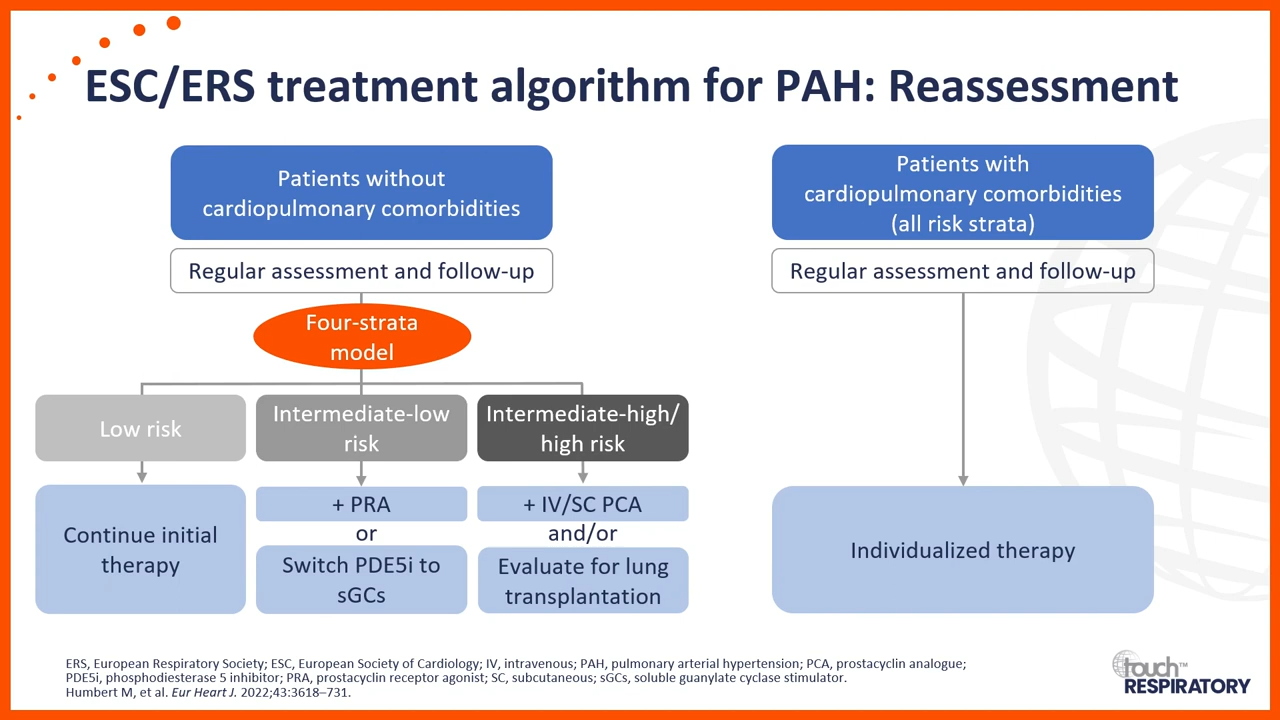 ESC/ERS treatment algorithm for PAH: Reassessment
Patients without
cardiopulmonary comorbidities
Regular assessment and follow-up
Four-strata
model
Low risk
Continue initial
therapy
Intermediate-low
risk
+ PRA
or
Switch PDE5i to
sGCs
Intermediate-high/
high risk
+ IV/SC PCA
and/or
Evaluate for lung
transplantation
Patients with
cardiopulmonary comorbidities
(all risk strata)
Regular assessment and follow-up
Individualized therapy
ERS, European Respiratory Society; ESC, European Society of Cardiology; IV, intravenous; PAH, pulmonary arterial hypertension; PCA, prostacyclin analogue;
PDE5i, phosphodiesterase 5 inhibitor; PRA, prostacyclin receptor agonist; SC, subcutaneous; sGCs, soluble guanylate cyclase stimulator.
Humbert M, et al. Eur Heart J. 2022;43:3618–731.
touch™
RESPIRATORY